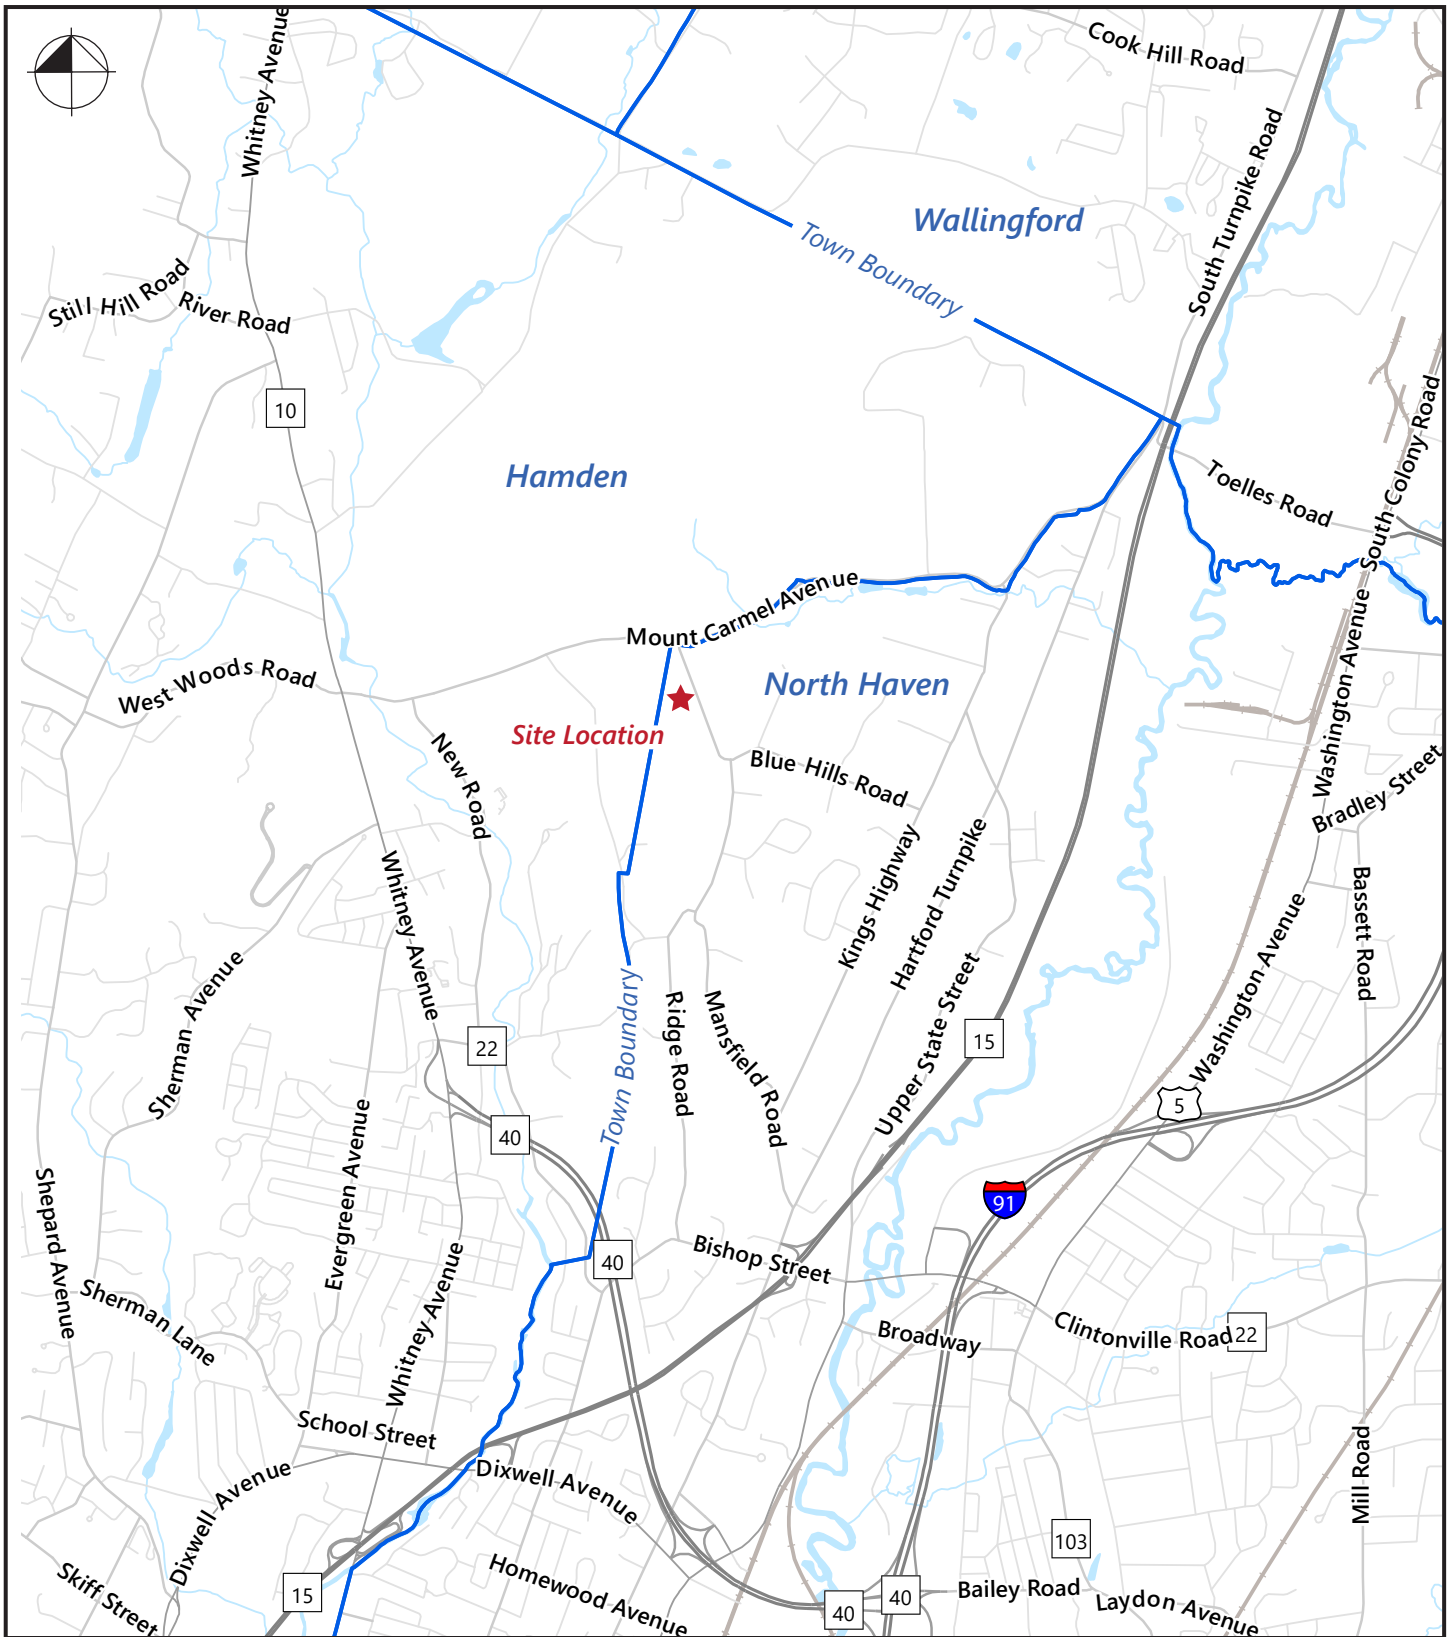 Whitney Avenue
Cook Hill Road
South Turnpike Road
Wallingford
Town Boundary
Still Hill Road
River Road
10
South Colony Road
Hamden
Toelles Road
Mount Carmel Avenue
West Woods Road
North Haven
Site Location
Washington Avenue
New Road
Blue Hills Road
Bradley Street
Whitney Avenue
Kings Highway
Hartford Turnpike
Bassett Road
Sherman Avenue
Washington Avenue
Upper State Street
Town Boundary
Ridge Road
Mansfield Road
15
22
5
40
Evergreen Avenue
Shepard Avenue
91
Bishop Street
40
Whitney Avenue
Sherman Lane
Broadway
Clintonville Road
22
School Street
Mill Road
Dixwell Avenue
Dixwell Avenue
103
Skiff Street
15
Homewood Avenue
40
40
Bailey Road
Laydon Avenue